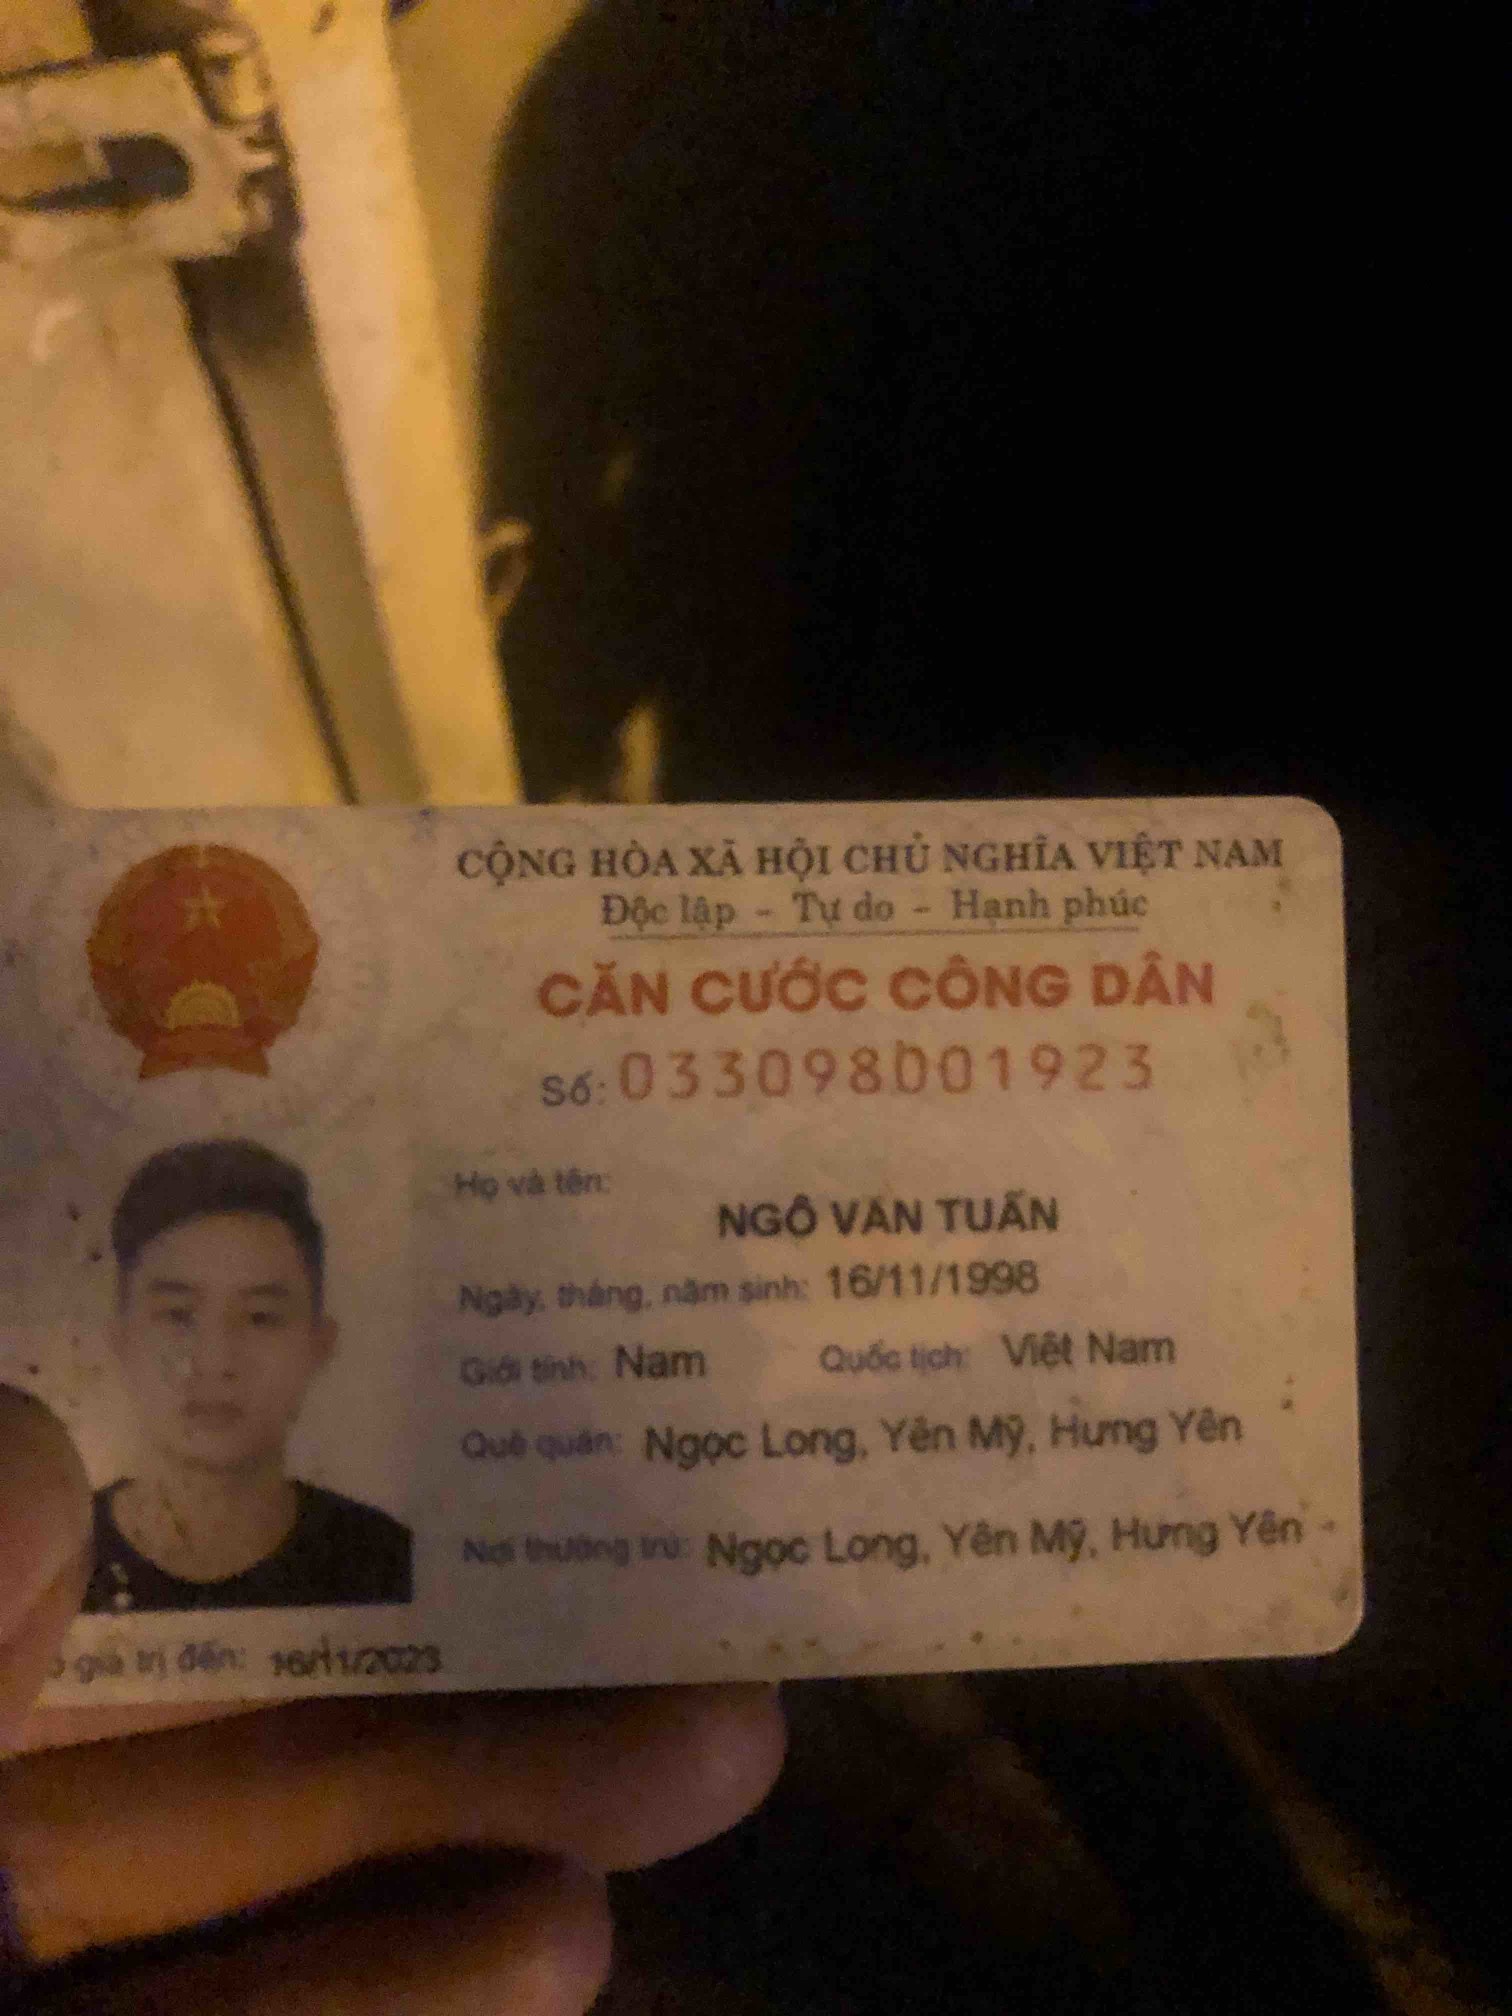 CỘNG HÒA XÃ HỘI CHỦ NGHĨA VIỆT NAM
Độc lập - Tự do - Hạnh phúc
CĂN CƯỚC CÔNG DÂN
Số: 033098001923
Họ và tên:
NGÔ VĂN TUẤN
Ngày, tháng, năm sinh: 16/11/1998
Giới tính: Nam Quốc tịch: Việt Nam
Quê quán: Ngọc Long, Yên Mỹ, Hưng Yên
Nơi thường trú: Ngọc Long, Yên Mỹ, Hưng Yên
giá trị đến: 16/11/2023